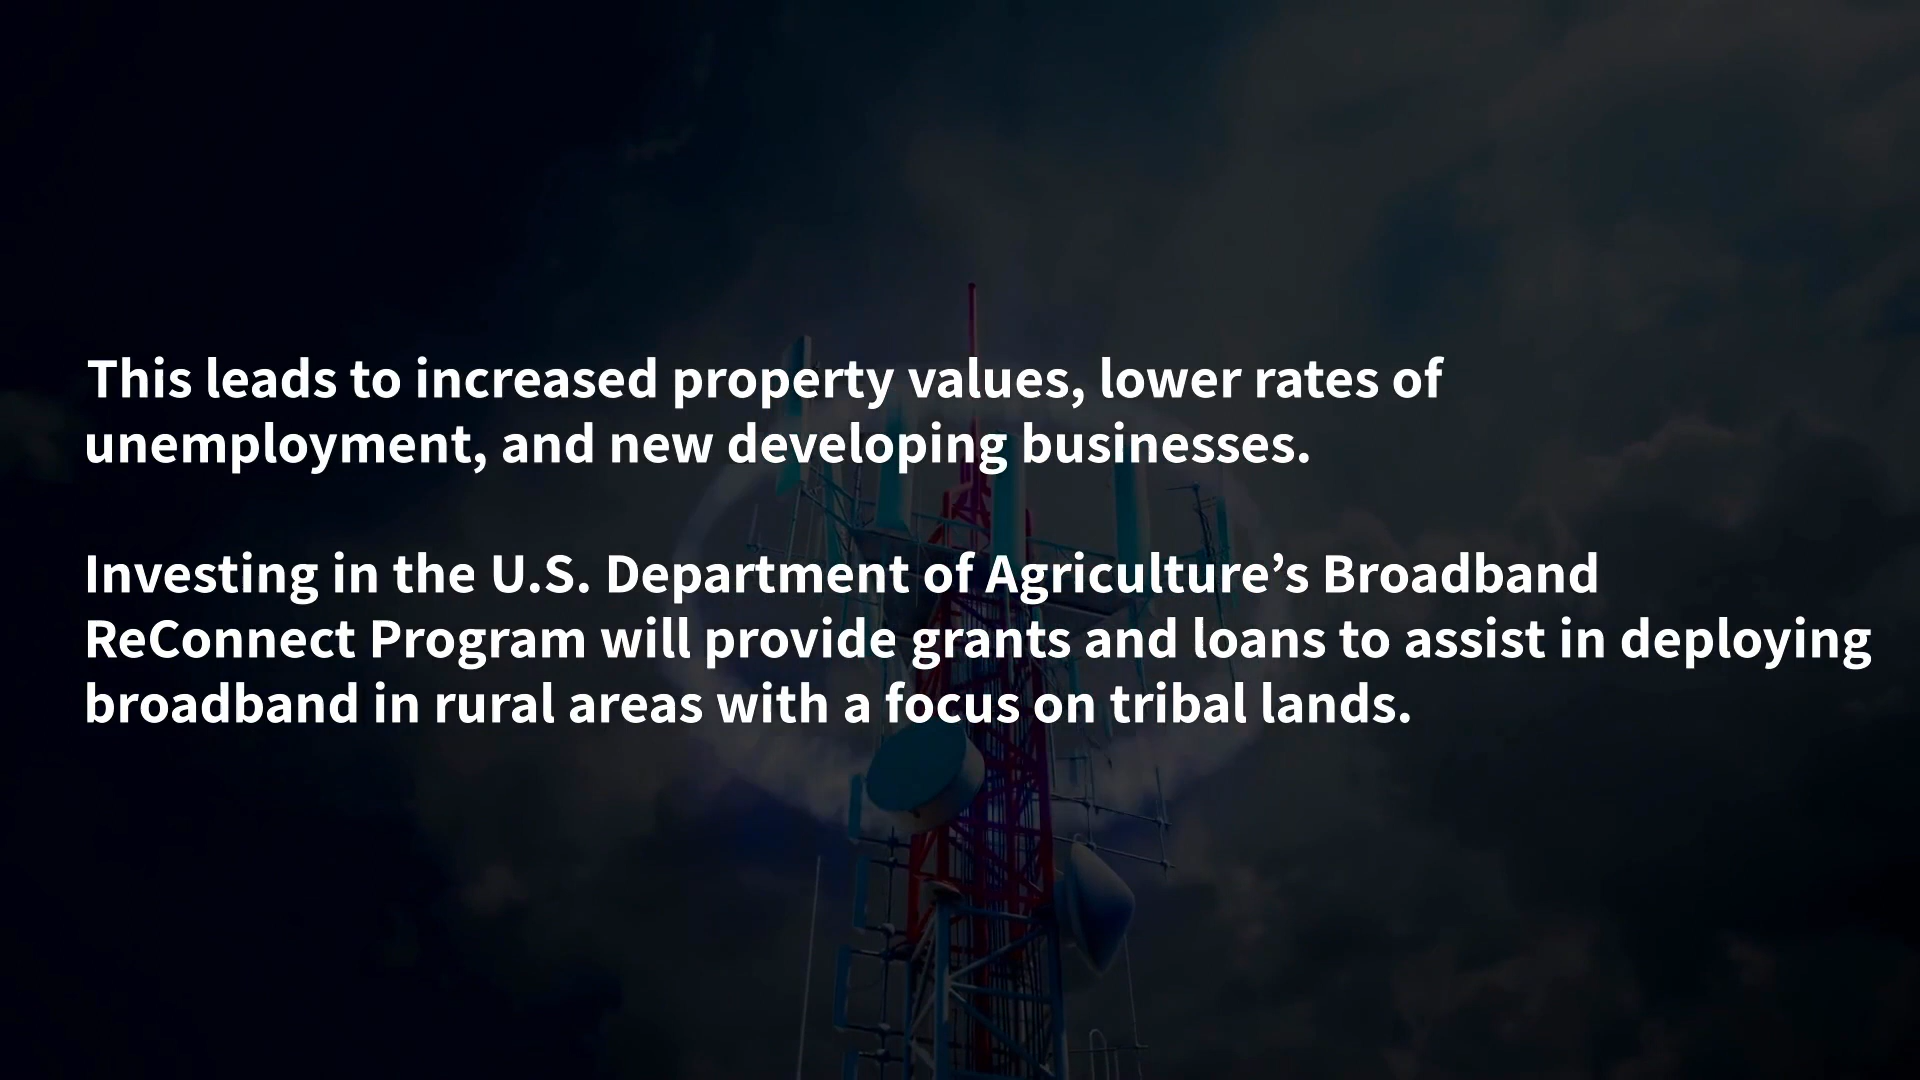 This leads to increased property values, lower rates of
unemployment, and new developing businesses.
Investing in the U.S. Department of Agriculture’s Broadband
ReConnect Program will provide grants and loans to assist in deploying
broadband in rural areas with a focus on tribal lands.